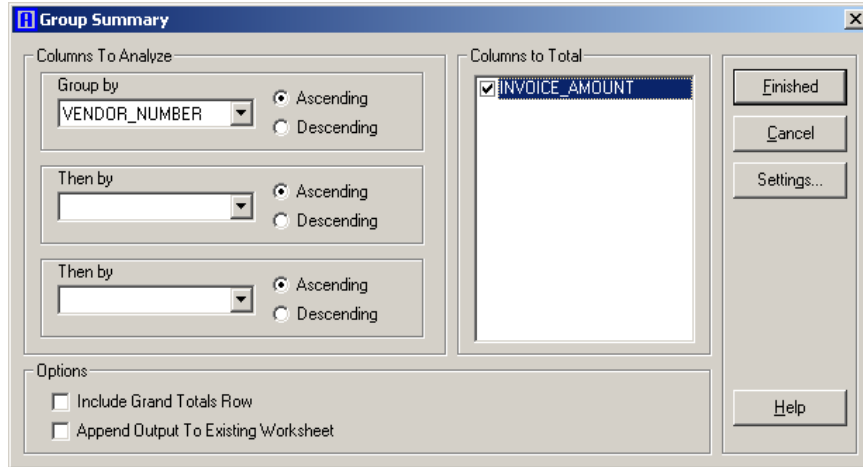 Group Summary
Columns To Analyze
Group by
VENDOR_NUMBER
Ascending
Descending
Then by
Ascending
Descending
Then by
Ascending
Descending
Columns to Total
INVOICE_AMOUNT
Finished
Cancel
Settings...
Help
Options
Include Grand Totals Row
Append Output To Existing Worksheet